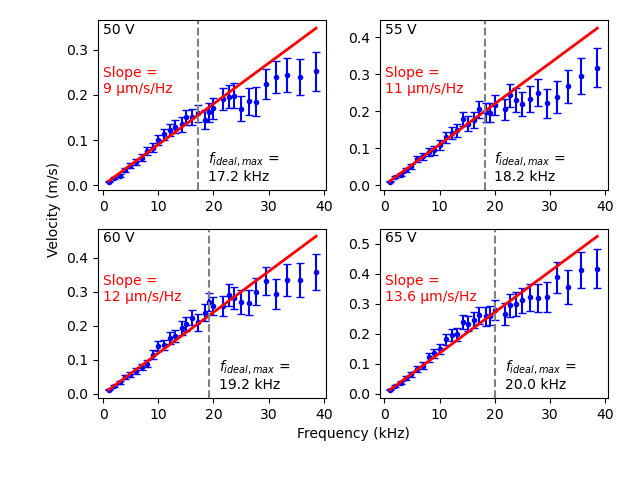 50 V
Slope =
9 μm/s/Hz
f_ideal,max =
17.2 kHz
0.0
0.1
0.2
0.3
0
10
20
30
40
55 V
Slope =
11 μm/s/Hz
f_ideal,max =
18.2 kHz
0.0
0.1
0.2
0.3
0.4
0
10
20
30
40
Velocity (m/s)
60 V
Slope =
12 μm/s/Hz
f_ideal,max =
19.2 kHz
0.0
0.1
0.2
0.3
0.4
0
10
20
30
40
65 V
Slope =
13.6 μm/s/Hz
f_ideal,max =
20.0 kHz
0.0
0.1
0.2
0.3
0.4
0.5
0
10
20
30
40
Frequency (kHz)